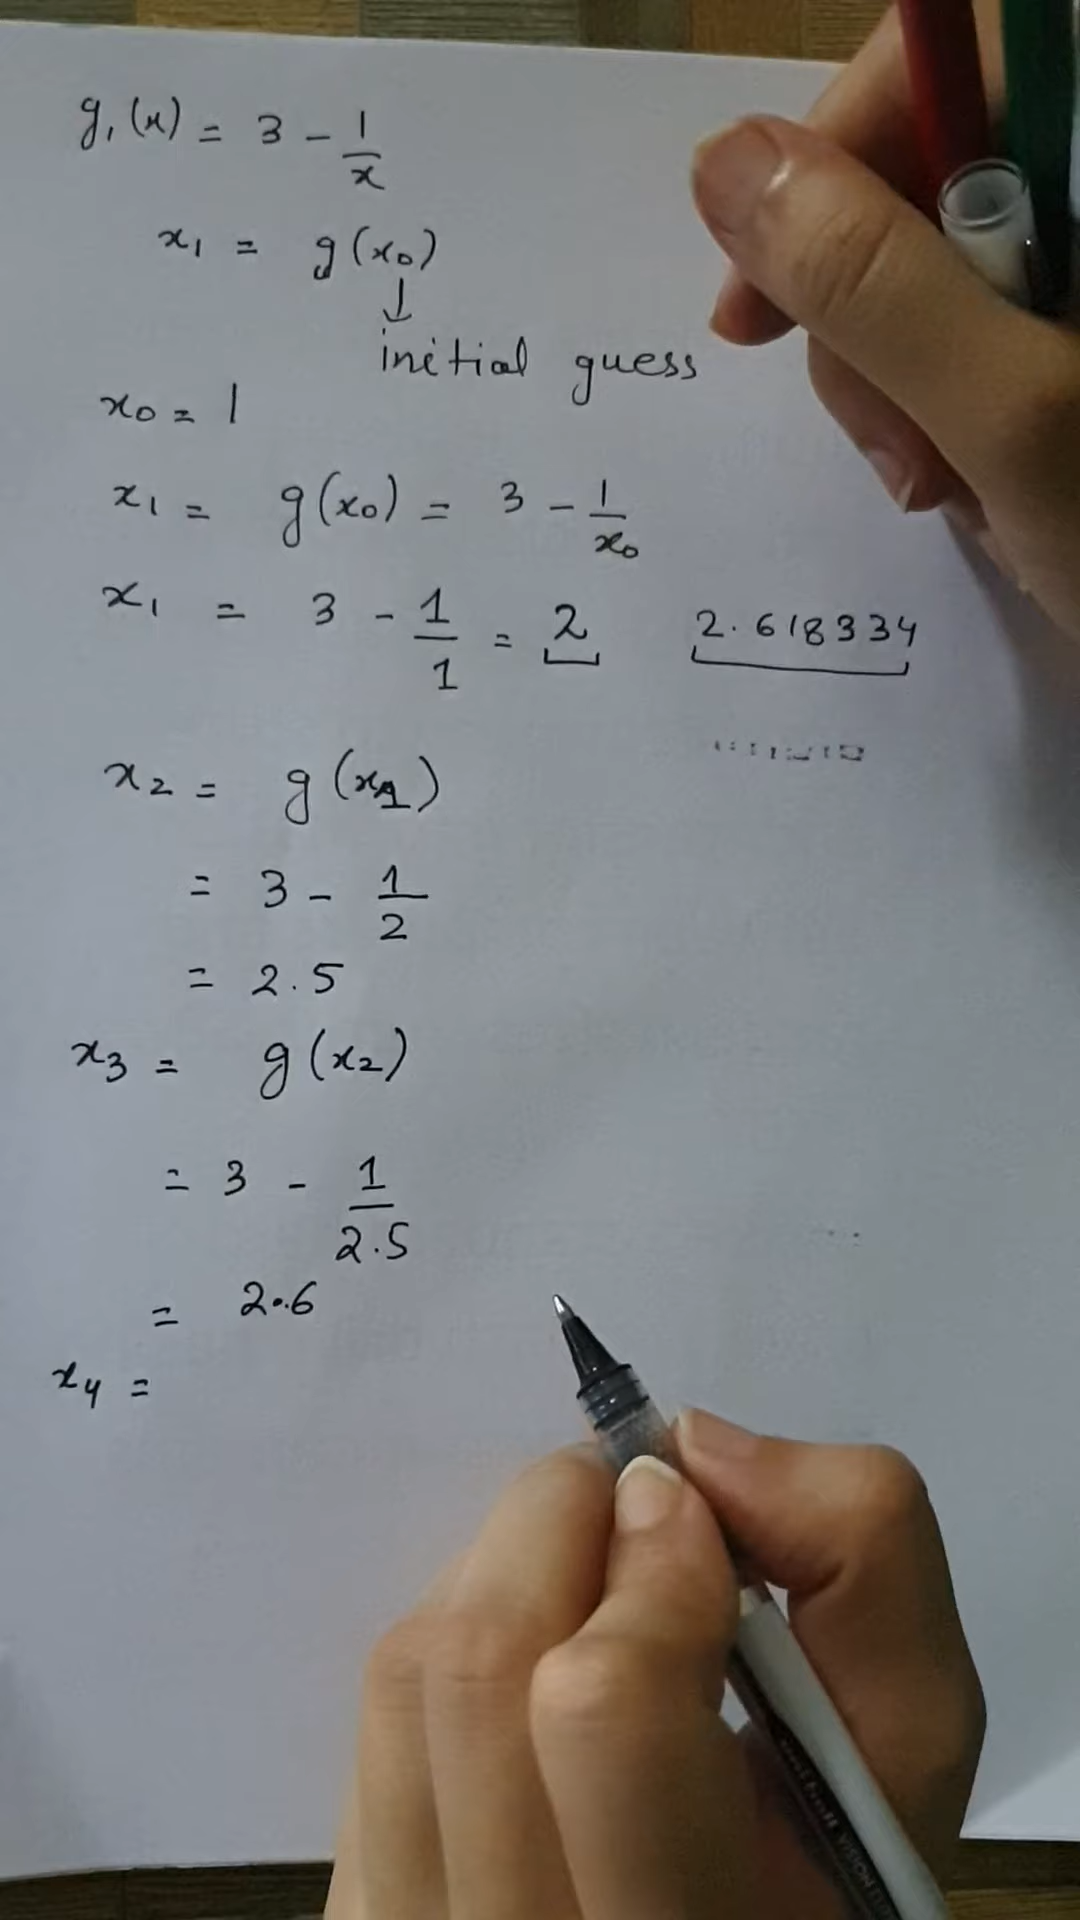 g₁(x) = 3 - 1/x
x₁ = g(x₀)
↓
initial guess
x₀ = 1
x₁ = g(x₀) = 3 - 1/x₀
x₁ = 3 - 1/1 = 2
2.618334
x₂ = g(x₁)
= 3 - 1/2
= 2.5
x₃ = g(x₂)
= 3 - 1/2.5
= 2.6
x₄ =